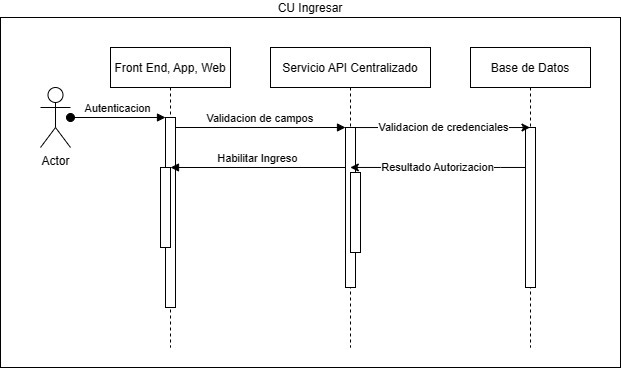 CU Ingresar
Front End, App, Web
Servicio API Centralizado
Base de Datos
Autenticacion
Validacion de campos
Validacion de credenciales
Habilitar Ingreso
Resultado Autorizacion
Actor